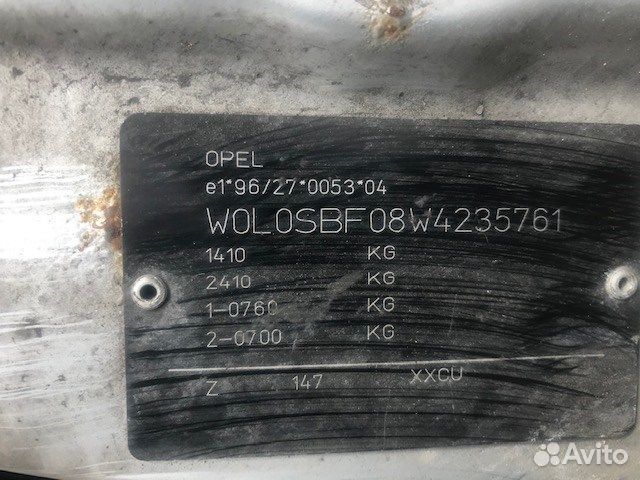 OPEL
e1*96/27*0053*04
W0L0SBF08W4235761
1410 KG
2410 KG
1-0760 KG
2-0700 KG
Z 147 XXCU
Avito